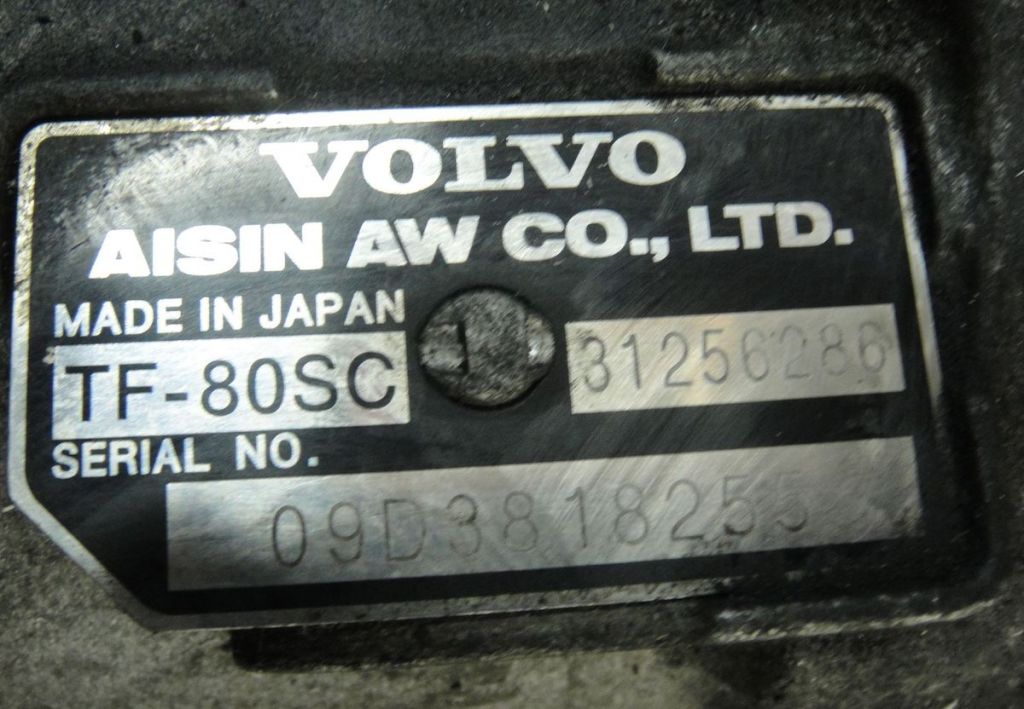 VOLVO
AISIN AW CO., LTD.
MADE IN JAPAN
TF-80SC 31256286
SERIAL NO.
09D3818255